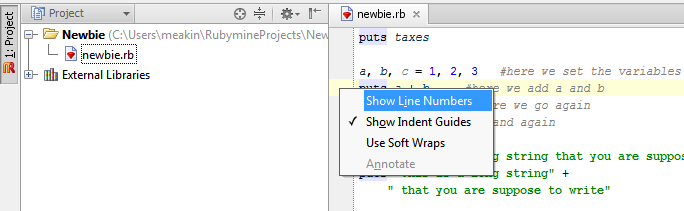 1: Project
Project
Newbie (C:\Users\meakin\RubymineProjects\New
newbie.rb
External Libraries
newbie.rb
puts taxes
a, b, c = 1, 2, 3 #here we set the variables
puts a + b #here we add a and b
re we go again
and again
Show Line Numbers
Show Indent Guides
Use Soft Wraps
Annotate
g string that you are suppos
puts "This is a long string" +
" that you are suppose to write"